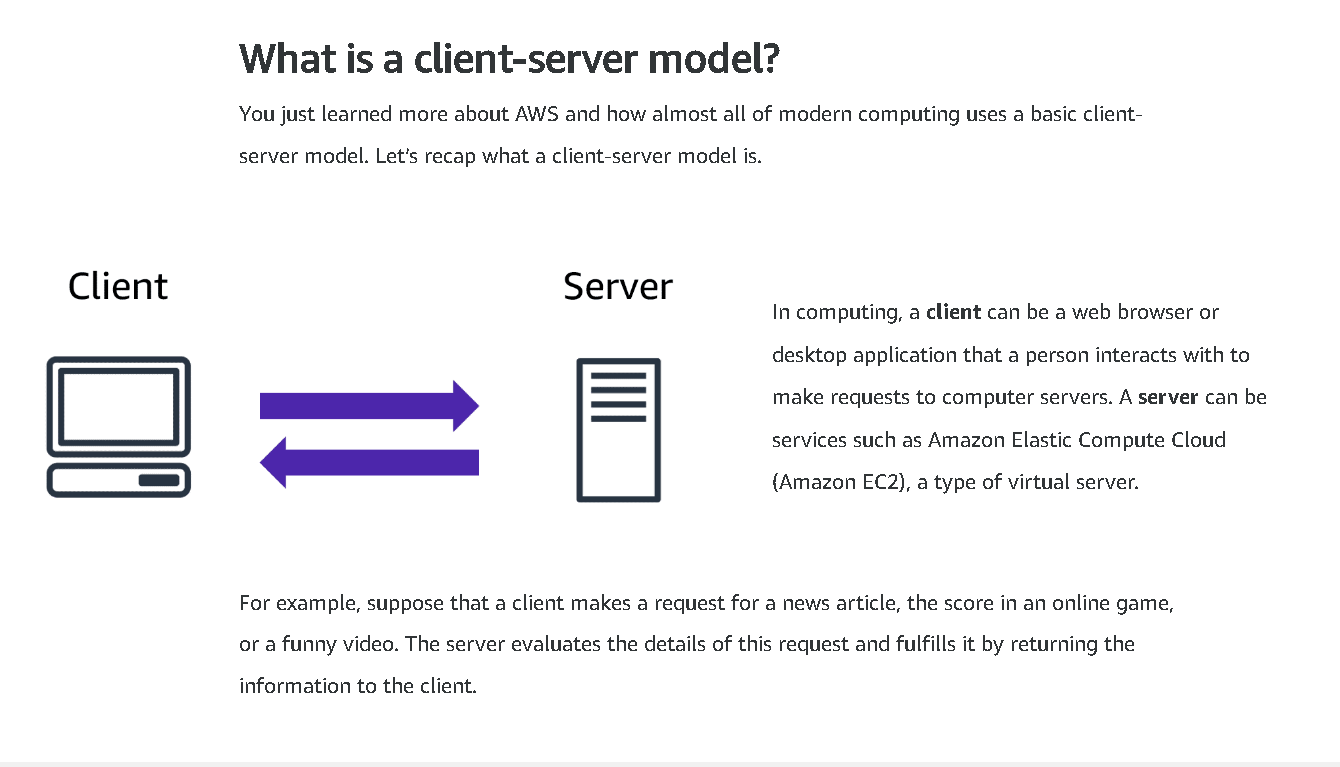 What is a client-server model?
You just learned more about AWS and how almost all of modern computing uses a basic client-
server model. Let’s recap what a client-server model is.
Client
Server
In computing, a client can be a web browser or
desktop application that a person interacts with to
make requests to computer servers. A server can be
services such as Amazon Elastic Compute Cloud
(Amazon EC2), a type of virtual server.
For example, suppose that a client makes a request for a news article, the score in an online game,
or a funny video. The server evaluates the details of this request and fulfills it by returning the
information to the client.